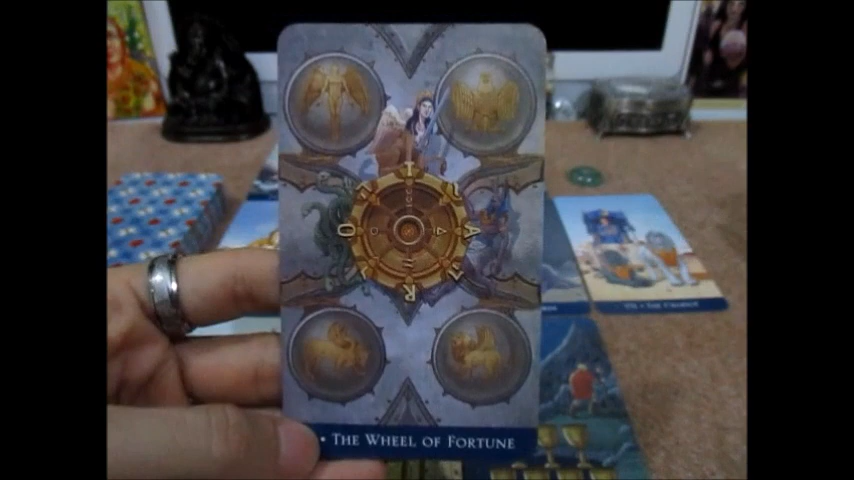 T
A
R
O
• THE WHEEL OF FORTUNE
VII • THE CHARIOT